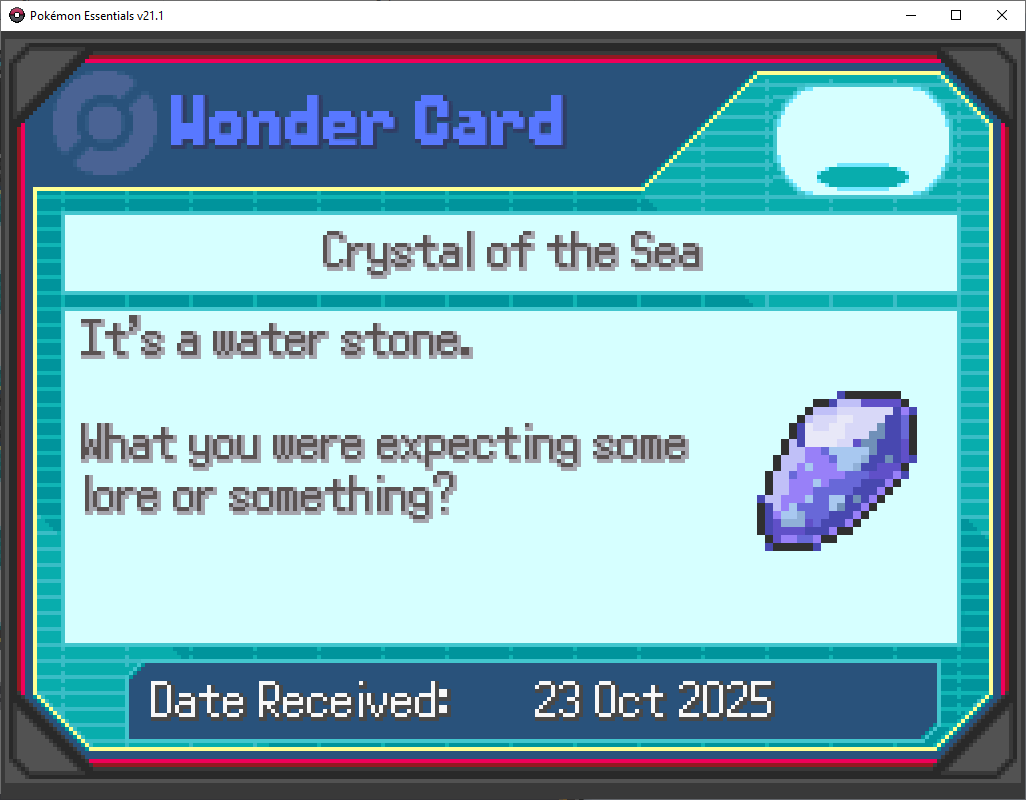 Pokémon Essentials v21.1
Wonder Card
Crystal of the Sea
It's a water stone.
What you were expecting some
lore or something?
Date Received: 23 Oct 2025